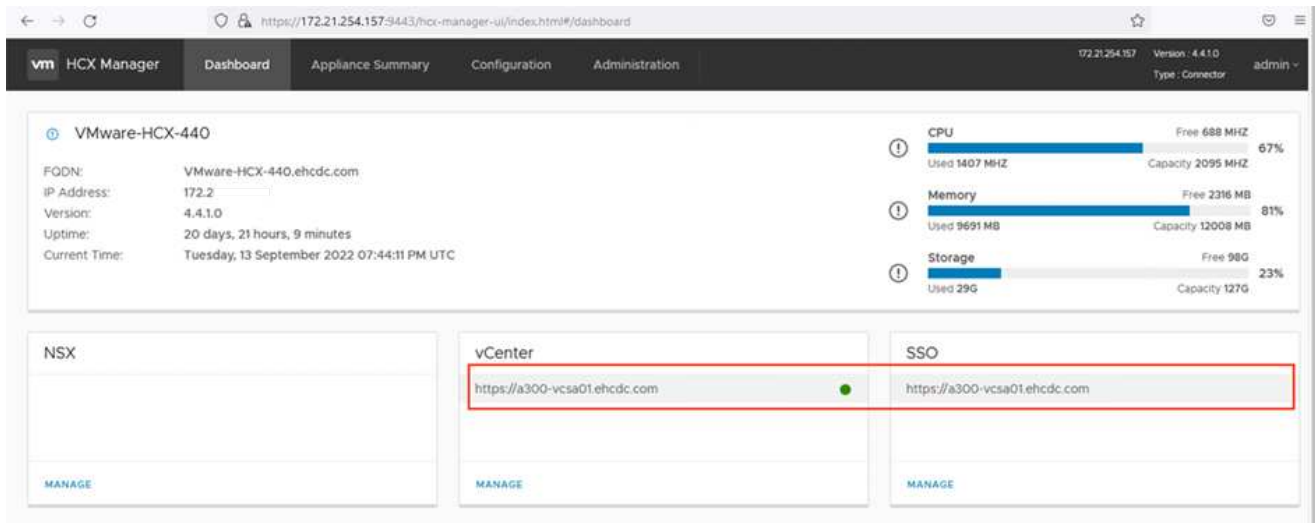 https://172.21.254.157:9443/hcx-manager-ui/index.html#/dashboard
vm HCX Manager Dashboard Appliance Summary Configuration Administration 172.21.254.157 Version : 4.4.1.0 admin
Type : Connector
VMware-HCX-440
FQDN: VMware-HCX-440.ehcdc.com
IP Address: 172.2
Version: 4.4.1.0
Uptime: 20 days, 21 hours, 9 minutes
Current Time: Tuesday, 13 September 2022 07:44:11 PM UTC
CPU Free 688 MHZ
67%
Used 1407 MHZ Capacity 2095 MHZ
Memory Free 2316 MB
81%
Used 9691 MB Capacity 12008 MB
Storage Free 98G
23%
Used 29G Capacity 127G
NSX vCenter SSO
https://a300-vcsa01.ehcdc.com https://a300-vcsa01.ehcdc.com
MANAGE MANAGE MANAGE